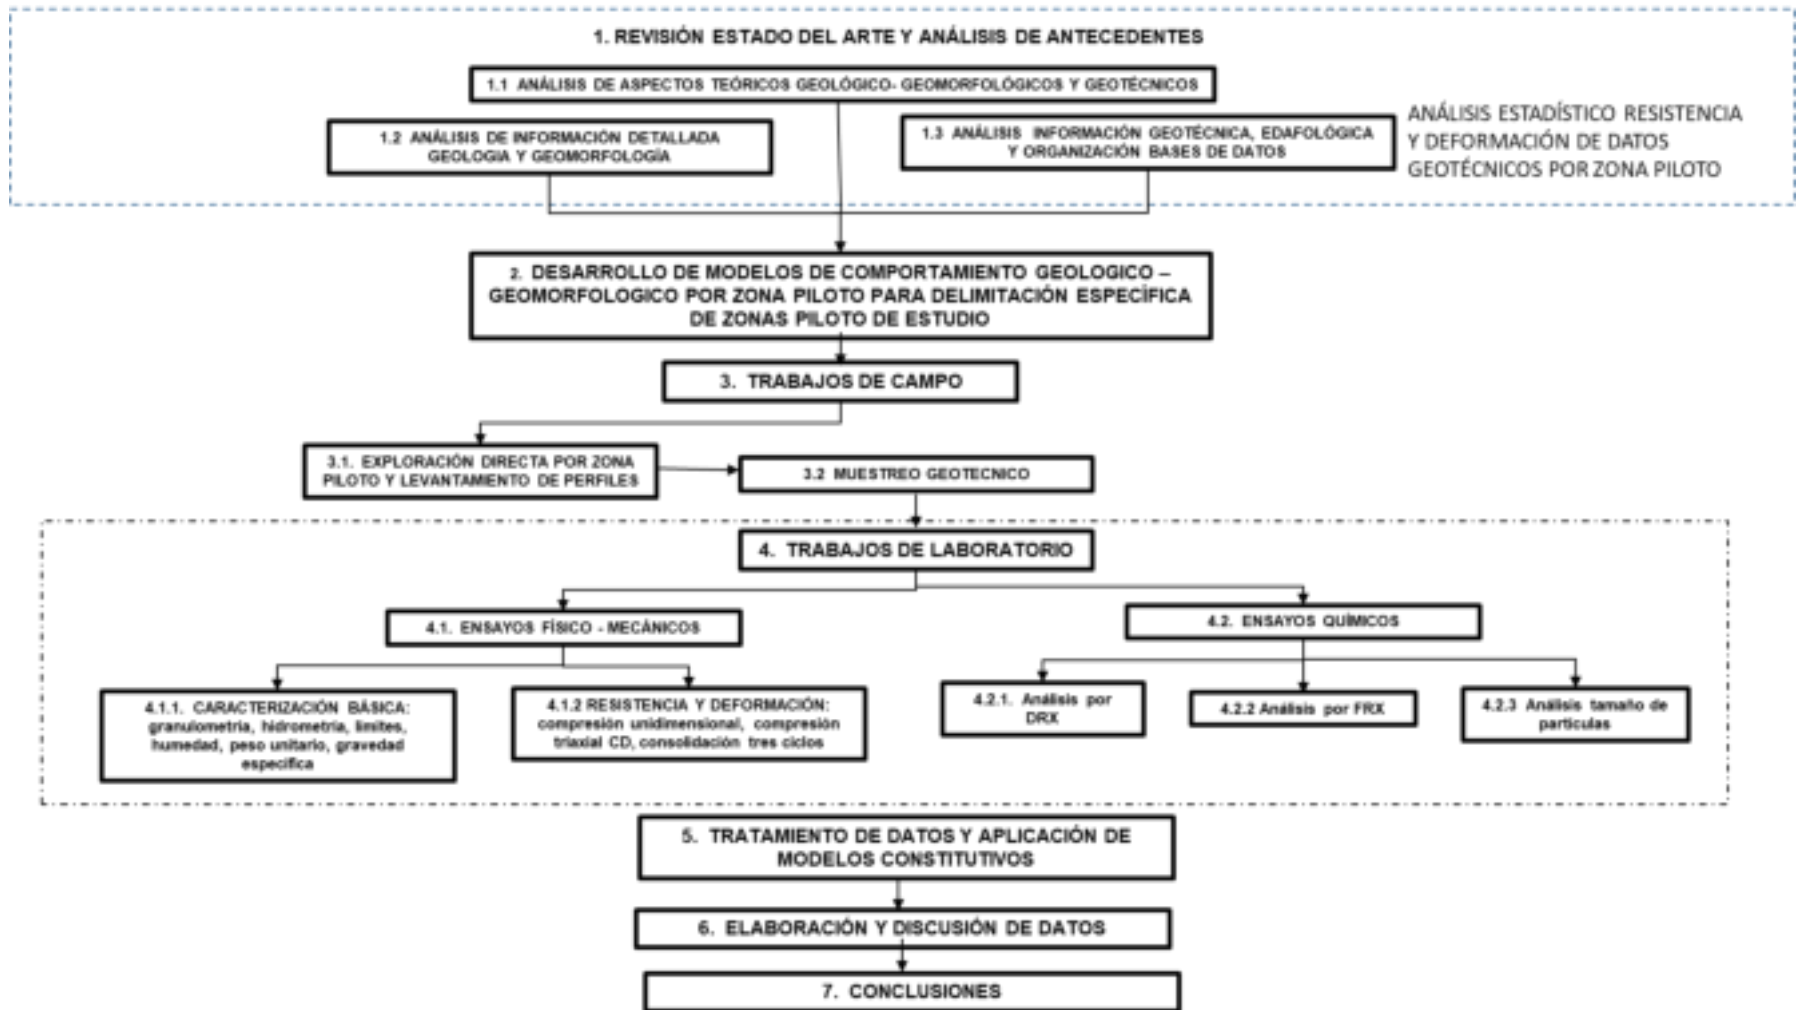 1. REVISIÓN ESTADO DEL ARTE Y ANÁLISIS DE ANTECEDENTES
1.1 ANÁLISIS DE ASPECTOS TEÓRICOS GEOLÓGICO- GEOMORFOLÓGICOS Y GEOTÉCNICOS
1.2 ANÁLISIS DE INFORMACIÓN DETALLADA
GEOLOGIA Y GEOMORFOLOGÍA
1.3 ANÁLISIS INFORMACIÓN GEOTÉCNICA, EDAFOLÓGICA
Y ORGANIZACIÓN BASES DE DATOS
ANÁLISIS ESTADÍSTICO RESISTENCIA
Y DEFORMACIÓN DE DATOS
GEOTÉCNICOS POR ZONA PILOTO
2. DESARROLLO DE MODELOS DE COMPORTAMIENTO GEOLOGICO –
GEOMORFOLOGICO POR ZONA PILOTO PARA DELIMITACIÓN ESPECÍFICA
DE ZONAS PILOTO DE ESTUDIO
3. TRABAJOS DE CAMPO
3.1. EXPLORACIÓN DIRECTA POR ZONA
PILOTO Y LEVANTAMIENTO DE PERFILES
3.2 MUESTREO GEOTECNICO
4. TRABAJOS DE LABORATORIO
4.1. ENSAYOS FÍSICO - MECÁNICOS
4.2. ENSAYOS QUÍMICOS
4.1.1. CARACTERIZACIÓN BÁSICA:
granulometría, hidrometría, limites,
humedad, peso unitario, gravedad
específica
4.1.2 RESISTENCIA Y DEFORMACIÓN:
compresión unidimensional, compresión
triaxial CD, consolidación tres ciclos
4.2.1. Análisis por
DRX
4.2.2 Análisis por FRX
4.2.3 Análisis tamaño de
partículas
5. TRATAMIENTO DE DATOS Y APLICACIÓN DE
MODELOS CONSTITUTIVOS
6. ELABORACIÓN Y DISCUSIÓN DE DATOS
7. CONCLUSIONES